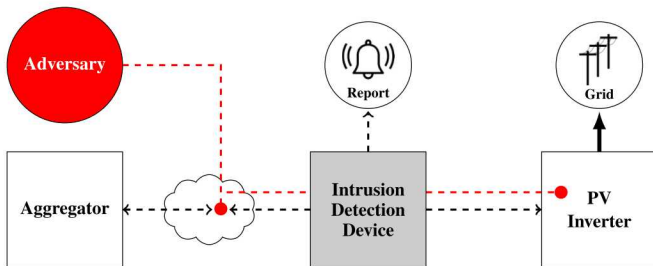 Adversary
Report
Grid
Aggregator
Intrusion
Detection
Device
PV
Inverter